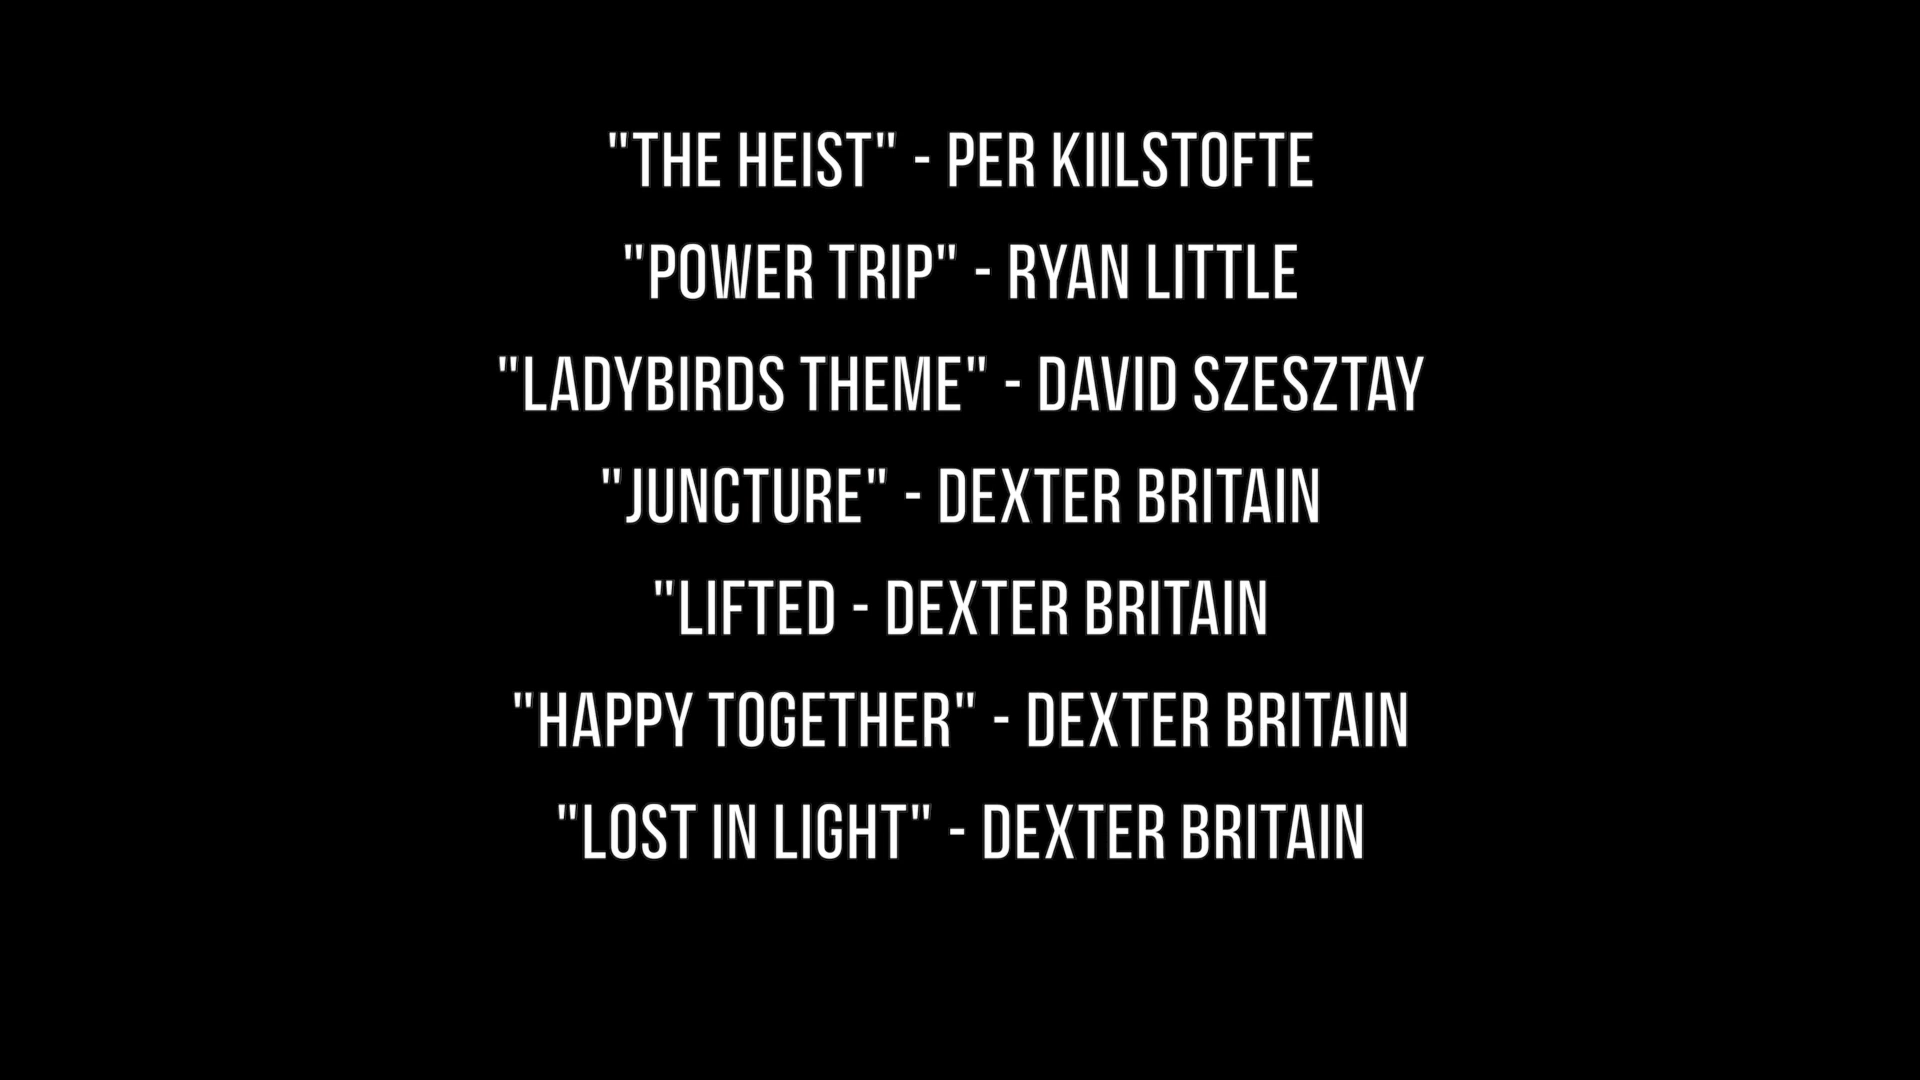 "THE HEIST" - PER KIILSTOFTE
"POWER TRIP" - RYAN LITTLE
"LADYBIRDS THEME" - DAVID SZESZTAY
"JUNCTURE" - DEXTER BRITAIN
"LIFTED - DEXTER BRITAIN
"HAPPY TOGETHER" - DEXTER BRITAIN
"LOST IN LIGHT" - DEXTER BRITAIN